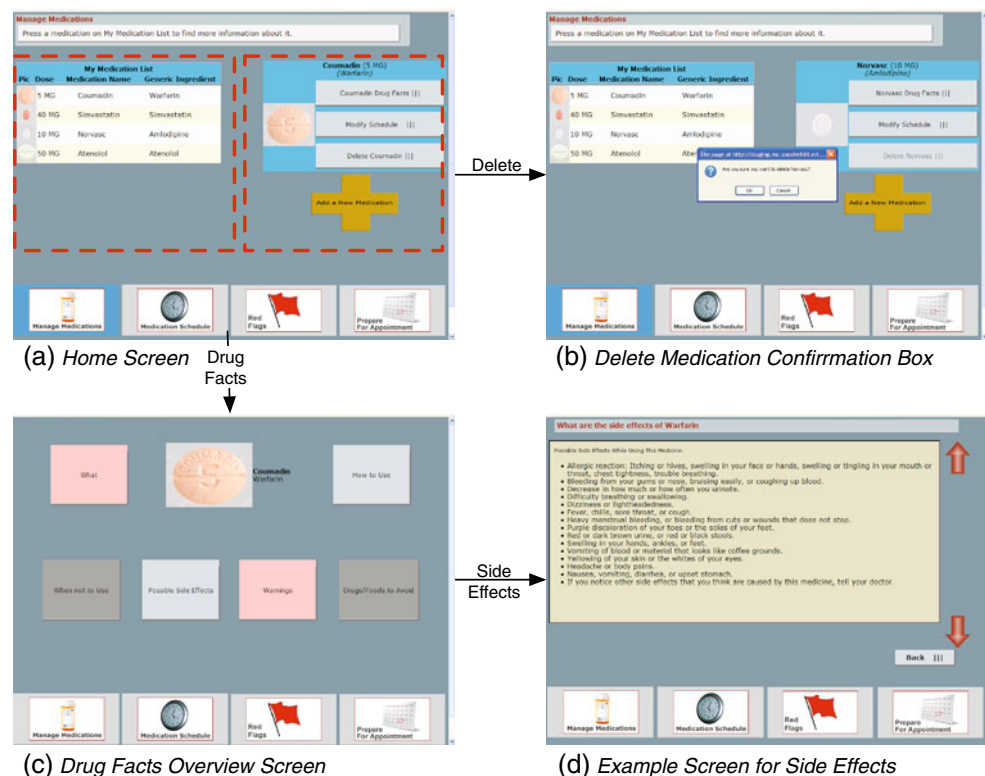 Manage Medications
Press a medication on My Medication List to find more information about it.
My Medication List
Pic Dose Medication Name Generic Ingredient
5 MG Coumadin Warfarin
40 MG Simvastatin Simvastatin
10 MG Norvasc Amlodipine
50 MG Atenolol Atenolol
Coumadin (5 MG)
(Warfarin)
5
Coumadin Drug Facts |||
Modify Schedule |||
Delete Coumadin |||
Add a New Medication
Manage Medications
Medication Schedule
Red
Flags
Prepare
For Appointment
(a) Home Screen
Delete
Manage Medications
Press a medication on My Medication List to find more information about it.
My Medication List
Pic Dose Medication Name Generic Ingredient
5 MG Coumadin Warfarin
40 MG Simvastatin Simvastatin
10 MG Norvasc Amlodipine
50 MG Atenolol
Norvasc (10 MG)
(Amlodipine)
Norvasc Drug Facts |||
Modify Schedule |||
Delete Norvasc |||
The page at
Are you sure you want to delete Norvasc?
OK Cancel
Add a New Medication
Manage Medications
Medication Schedule
Red
Flags
Prepare
For Appointment
(b) Delete Medication Confirrmation Box
Drug
Facts
What
COUMADIN
5
Coumadin
Warfarin
How to Use
When not to Use
Possible Side Effects
Warnings
Drugs/Foods to Avoid
Manage Medications
Medication Schedule
Red
Flags
Prepare
For Appointment
(c) Drug Facts Overview Screen
Side
Effects
What are the side effects of Warfarin
Possible Side Effects While Using This Medicine:
• Allergic reaction: Itching or hives, swelling in your face or hands, swelling or tingling in your mouth or
throat, chest tightness, trouble breathing.
• Bleeding from your gums or nose, bruising easily, or coughing up blood.
• Decrease in how much or how often you urinate.
• Difficulty breathing or swallowing.
• Dizziness or lightheadedness.
• Fever, chills, sore throat, or cough.
• Heavy menstrual bleeding, or bleeding from cuts or wounds that does not stop.
• Purple discoloration of your toes or the soles of your feet.
• Red or dark brown urine, or red or black stools.
• Swelling in your hands, ankles, or feet.
• Vomiting of blood or material that looks like coffee grounds.
• Yellowing of your skin or the whites of your eyes.
• Headache or body pains.
• Nausea, vomiting, diarrhea, or upset stomach.
• If you notice other side effects that you think are caused by this medicine, tell your doctor.
Back |||
Manage Medications
Medication Schedule
Red
Flags
Prepare
For Appointment
(d) Example Screen for Side Effects